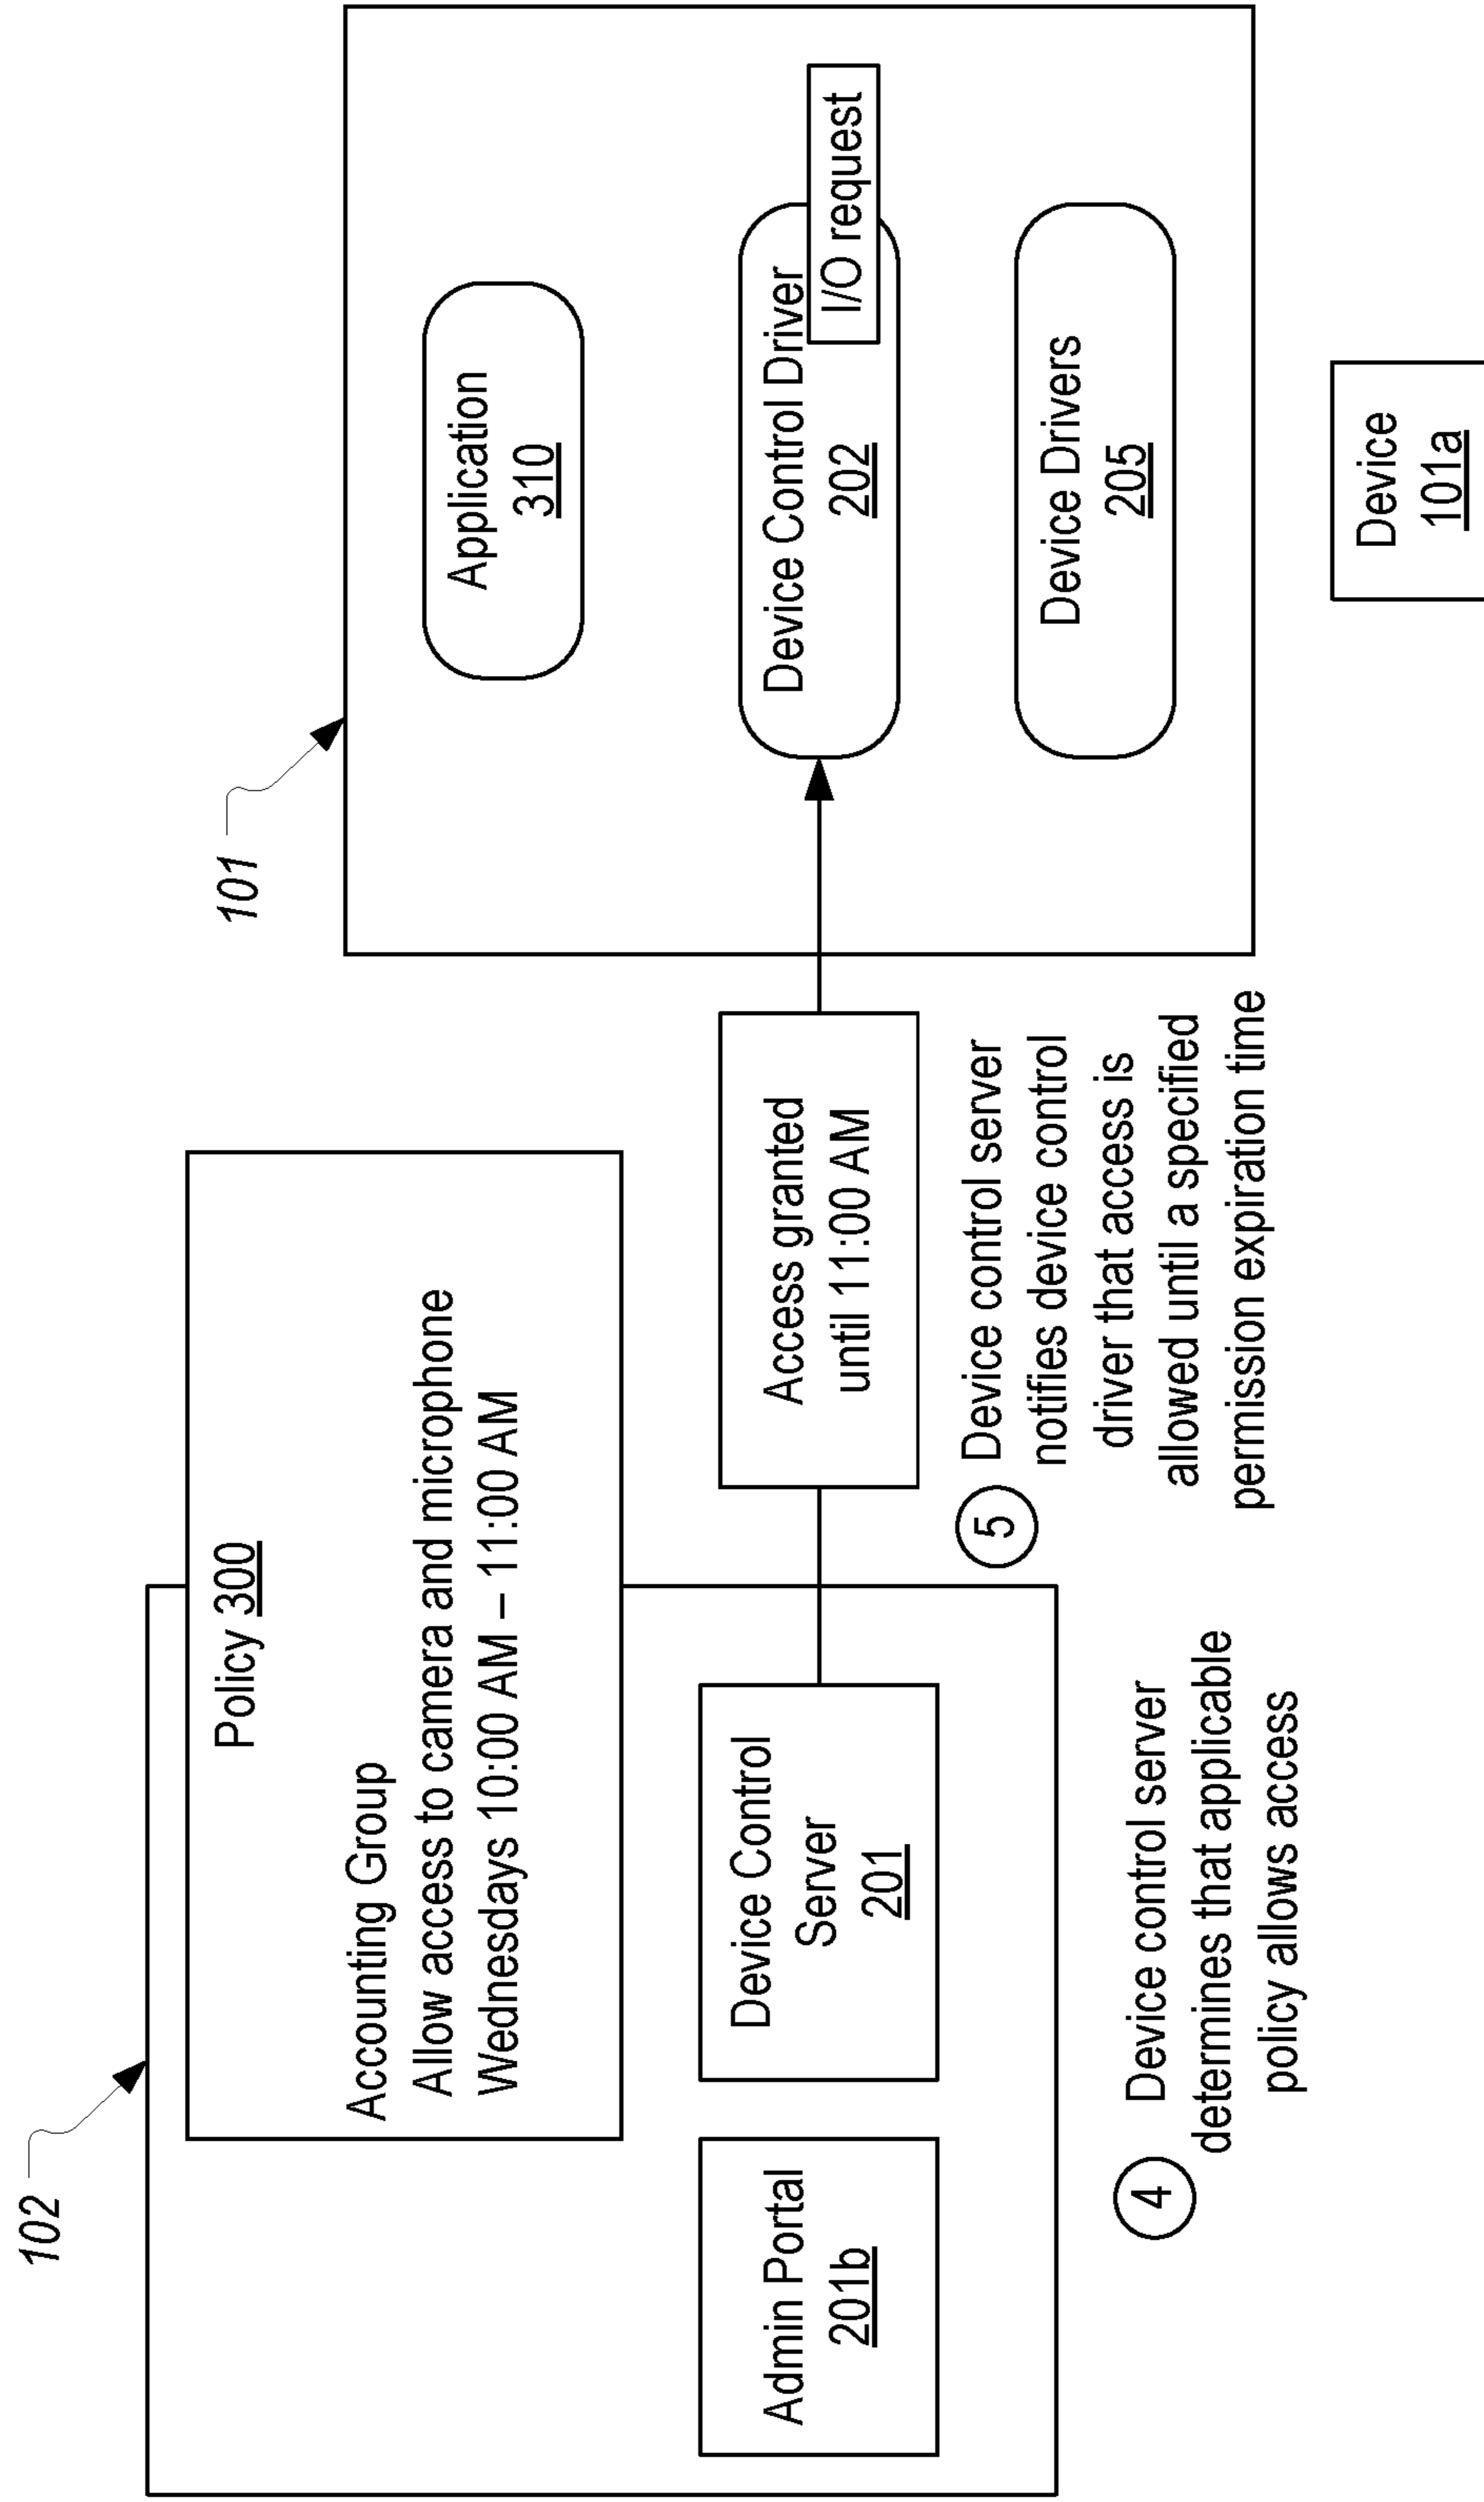 102
Policy 300
Accounting Group
Allow access to camera and microphone
Wednesdays 10:00 AM – 11:00 AM
Admin Portal
201b
Device Control
Server
201
4
Device control server
determines that applicable
policy allows access
Access granted
until 11:00 AM
5
Device control server
notifies device control
driver that access is
allowed until a specified
permission expiration time
101
Application
310
Device Control Driver
202
I/O request
Device Drivers
205
Device
101a